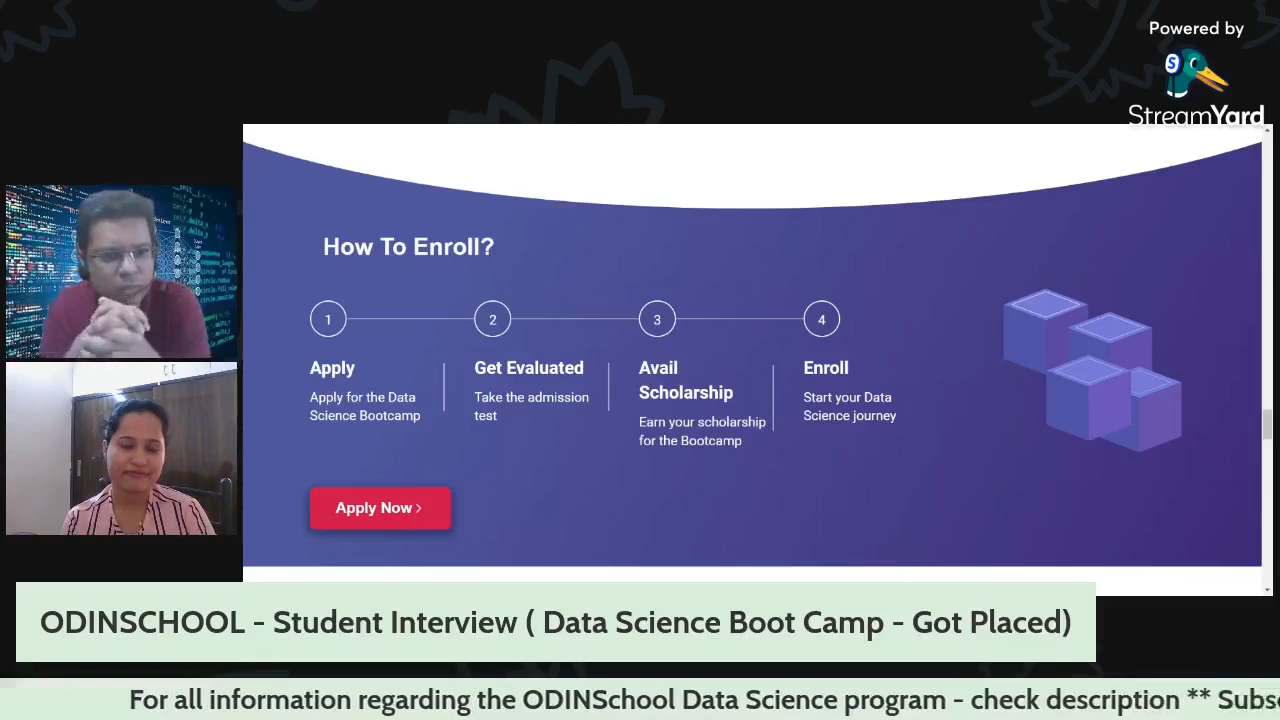 Powered by
StreamYard
How To Enroll?
1
2
3
4
Apply
Apply for the Data
Science Bootcamp
Get Evaluated
Take the admission
test
Avail
Scholarship
Earn your scholarship
for the Bootcamp
Enroll
Start your Data
Science journey
Apply Now >
ODINSCHOOL - Student Interview ( Data Science Boot Camp - Got Placed)
For all information regarding the ODINSchool Data Science program - check description ** Subs